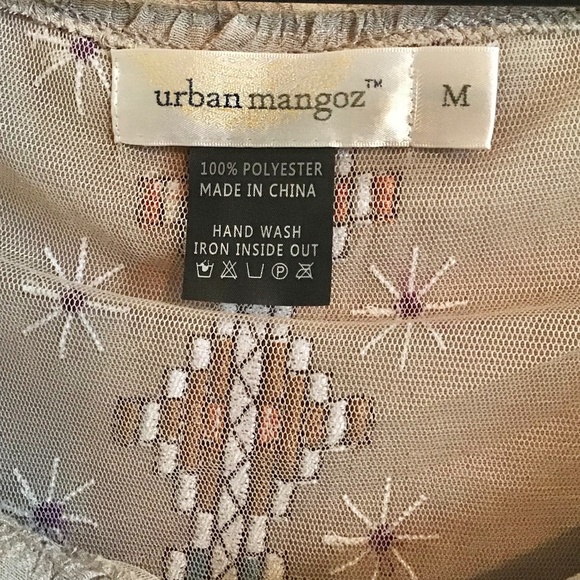 urban mangoz™ M
100% POLYESTER
MADE IN CHINA
HAND WASH
IRON INSIDE OUT